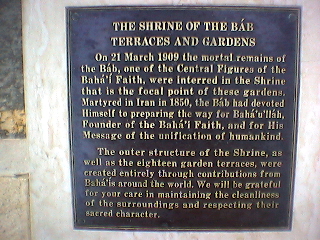 THE SHRINE OF THE BÁB
TERRACES AND GARDENS
On 21 March 1909 the mortal remains of
the Báb, one of the Central Figures of the
Bahá'í Faith, were interred in the Shrine
that is the focal point of these gardens.
Martyred in Iran in 1850, the Báb had devoted
Himself to preparing the way for Bahá'u'lláh,
Founder of the Bahá'í Faith, and for His
Message of the unification of humankind.
The outer structure of the Shrine, as
well as the eighteen garden terraces, were
created entirely through contributions from
Bahá'ís around the world. We will be grateful
for your care in maintaining the cleanliness
of the surroundings and respecting their
sacred character.